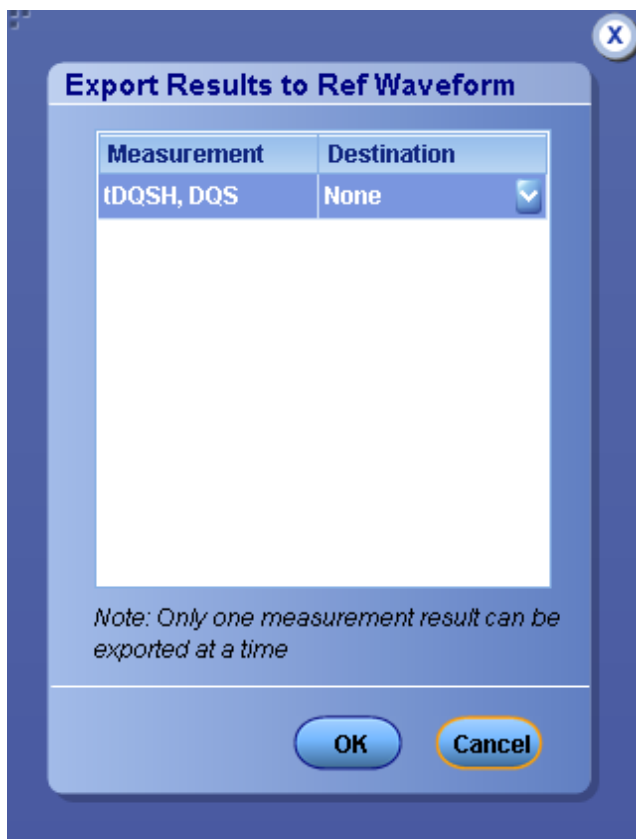 X
Export Results to Ref Waveform
Measurement Destination
tDQSH, DQS None
Note: Only one measurement result can be
exported at a time
OK Cancel